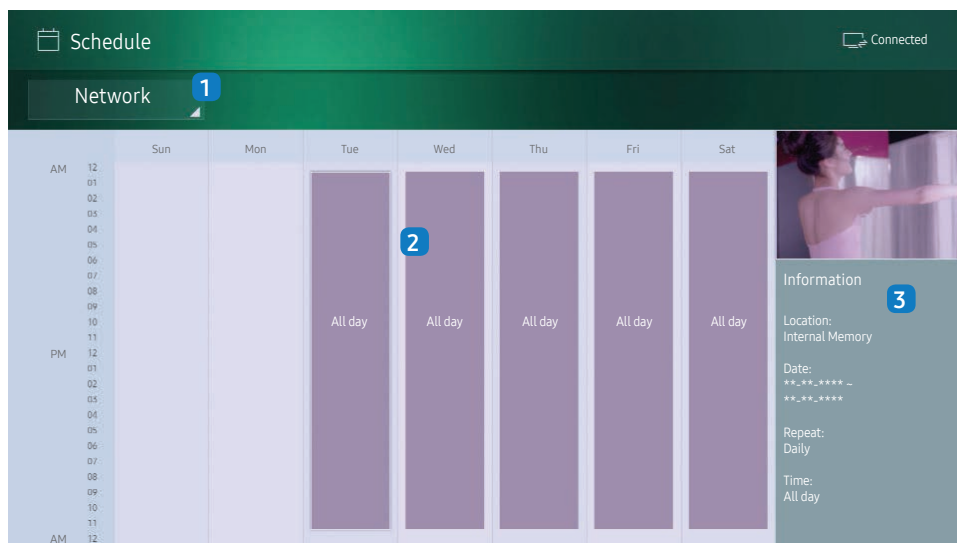 Schedule
Connected
Network
1
Sun Mon Tue Wed Thu Fri Sat
AM 12
01
02
03
04
05
06
07
08
09
10
11
PM 12
01
02
03
04
05
06
07
08
09
10
11
AM 12
2
All day All day All day All day All day
Information
3
Location:
Internal Memory
Date:
**-**-**** ~
**-**-****
Repeat:
Daily
Time:
All day